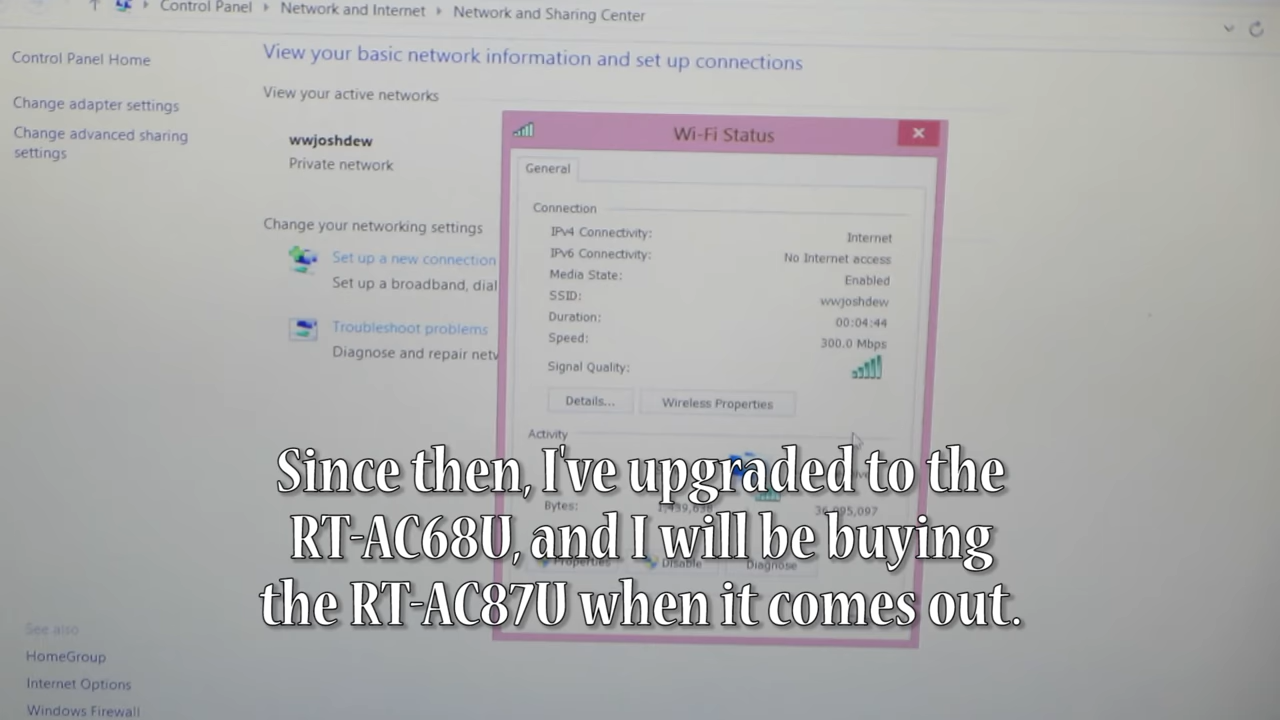 Control Panel Network and Internet Network and Sharing Center
Control Panel Home
Change adapter settings
Change advanced sharing
settings
See also
HomeGroup
Internet Options
Windows Firewall
View your basic network information and set up connections
View your active networks
wwjoshdew
Private network
Change your networking settings
Set up a new connection
Set up a broadband, dial
Troubleshoot problems
Diagnose and repair netw
Wi-Fi Status
General
Connection
IPv4 Connectivity: Internet
IPv6 Connectivity: No Internet access
Media State: Enabled
SSID: wwjoshdew
Duration: 00:04:44
Speed: 300.0 Mbps
Signal Quality:
Details... Wireless Properties
Activity
Bytes:
Properties Disable Diagnose
Since then, I've upgraded to the
RT-AC68U, and I will be buying
the RT-AC87U when it comes out.